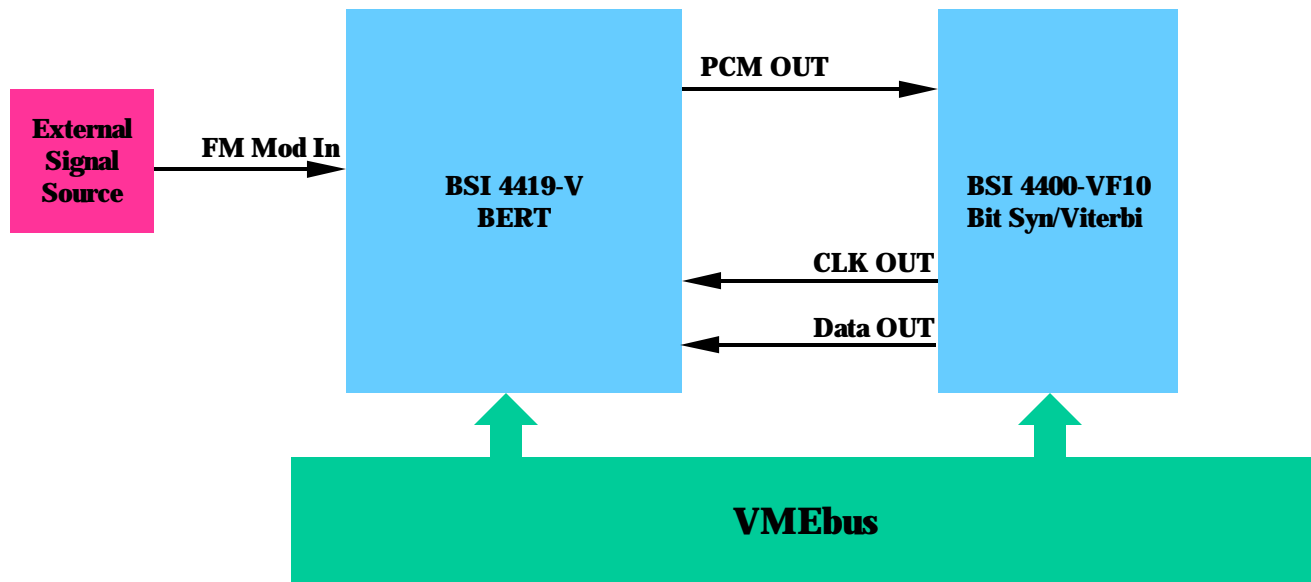 External
Signal
Source
FM Mod In
BSI 4419-V
BERT
PCM OUT
BSI 4400-VF10
Bit Syn/Viterbi
CLK OUT
Data OUT
VMEbus